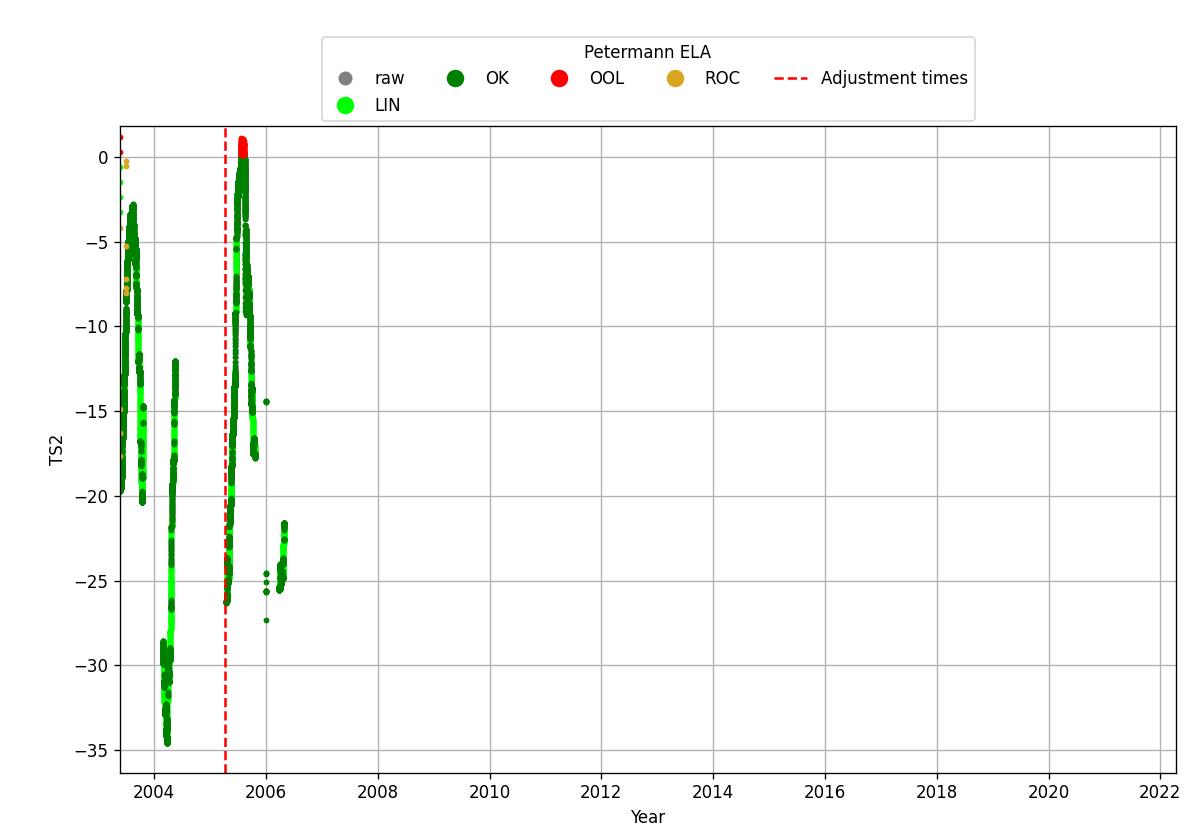 Petermann ELA
raw OK OOL ROC Adjustment times
LIN
0
−5
−10
−15
−20
−25
−30
−35
TS2
2004 2006 2008 2010 2012 2014 2016 2018 2020 2022
Year